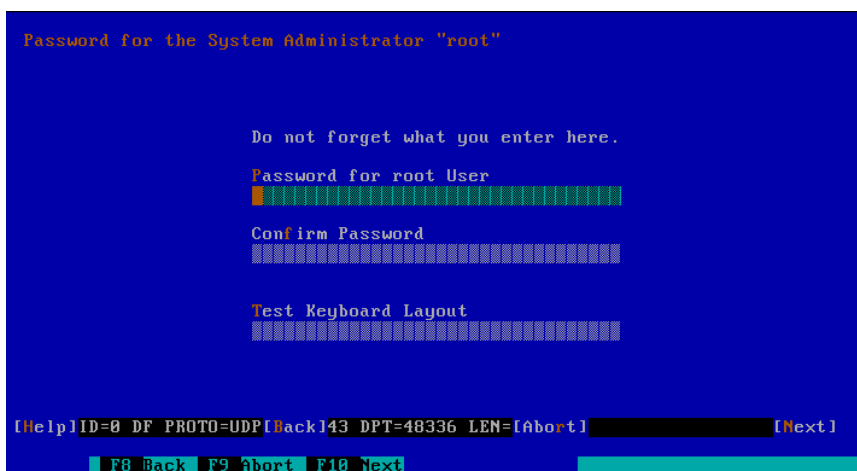 Password for the System Administrator "root"
Do not forget what you enter here.
Password for root User
Confirm Password
Test Keyboard Layout
[Help]ID=0 DF PROTO=UDP[Back]43 DPT=48336 LEN=[Abort] [Next]
F8 Back F9 Abort F10 Next